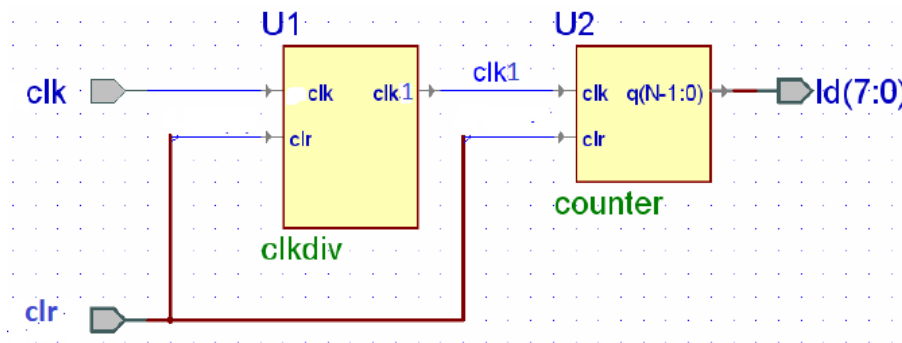 U1
U2
clk
clk
clk1
clk1
clk
q(N-1:0)
ld(7:0)
clr
clr
counter
clkdiv
clr